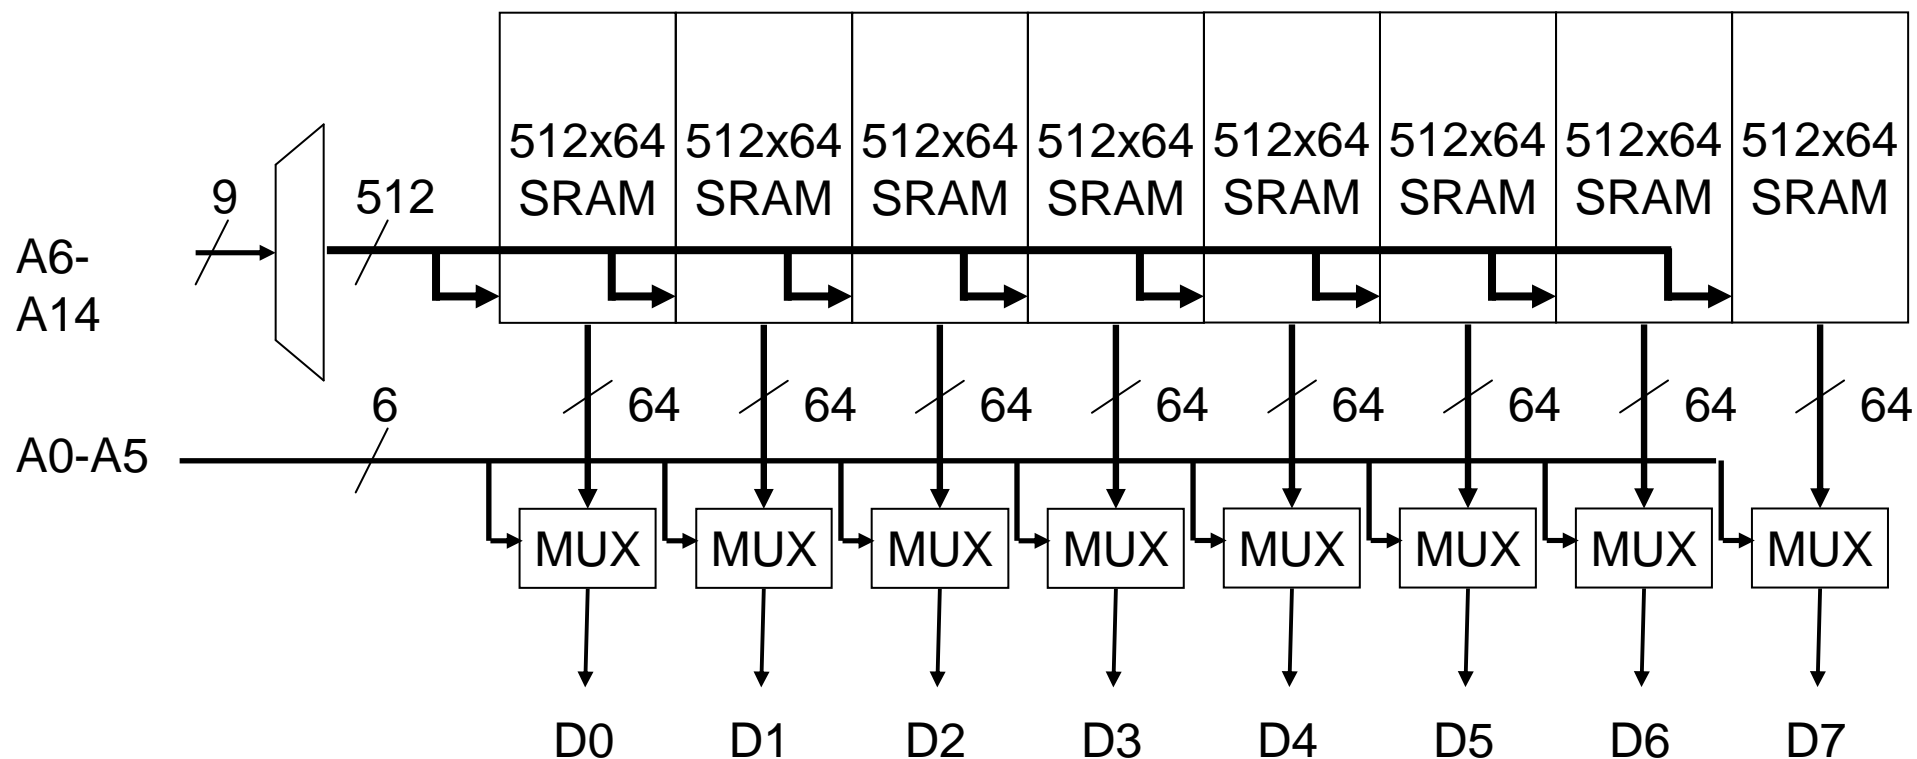 512x64 512x64 512x64 512x64 512x64 512x64 512x64 512x64
SRAM SRAM SRAM SRAM SRAM SRAM SRAM SRAM
9 512
A6-
A14
6 64 64 64 64 64 64 64 64
A0-A5
MUX MUX MUX MUX MUX MUX MUX MUX
D0 D1 D2 D3 D4 D5 D6 D7